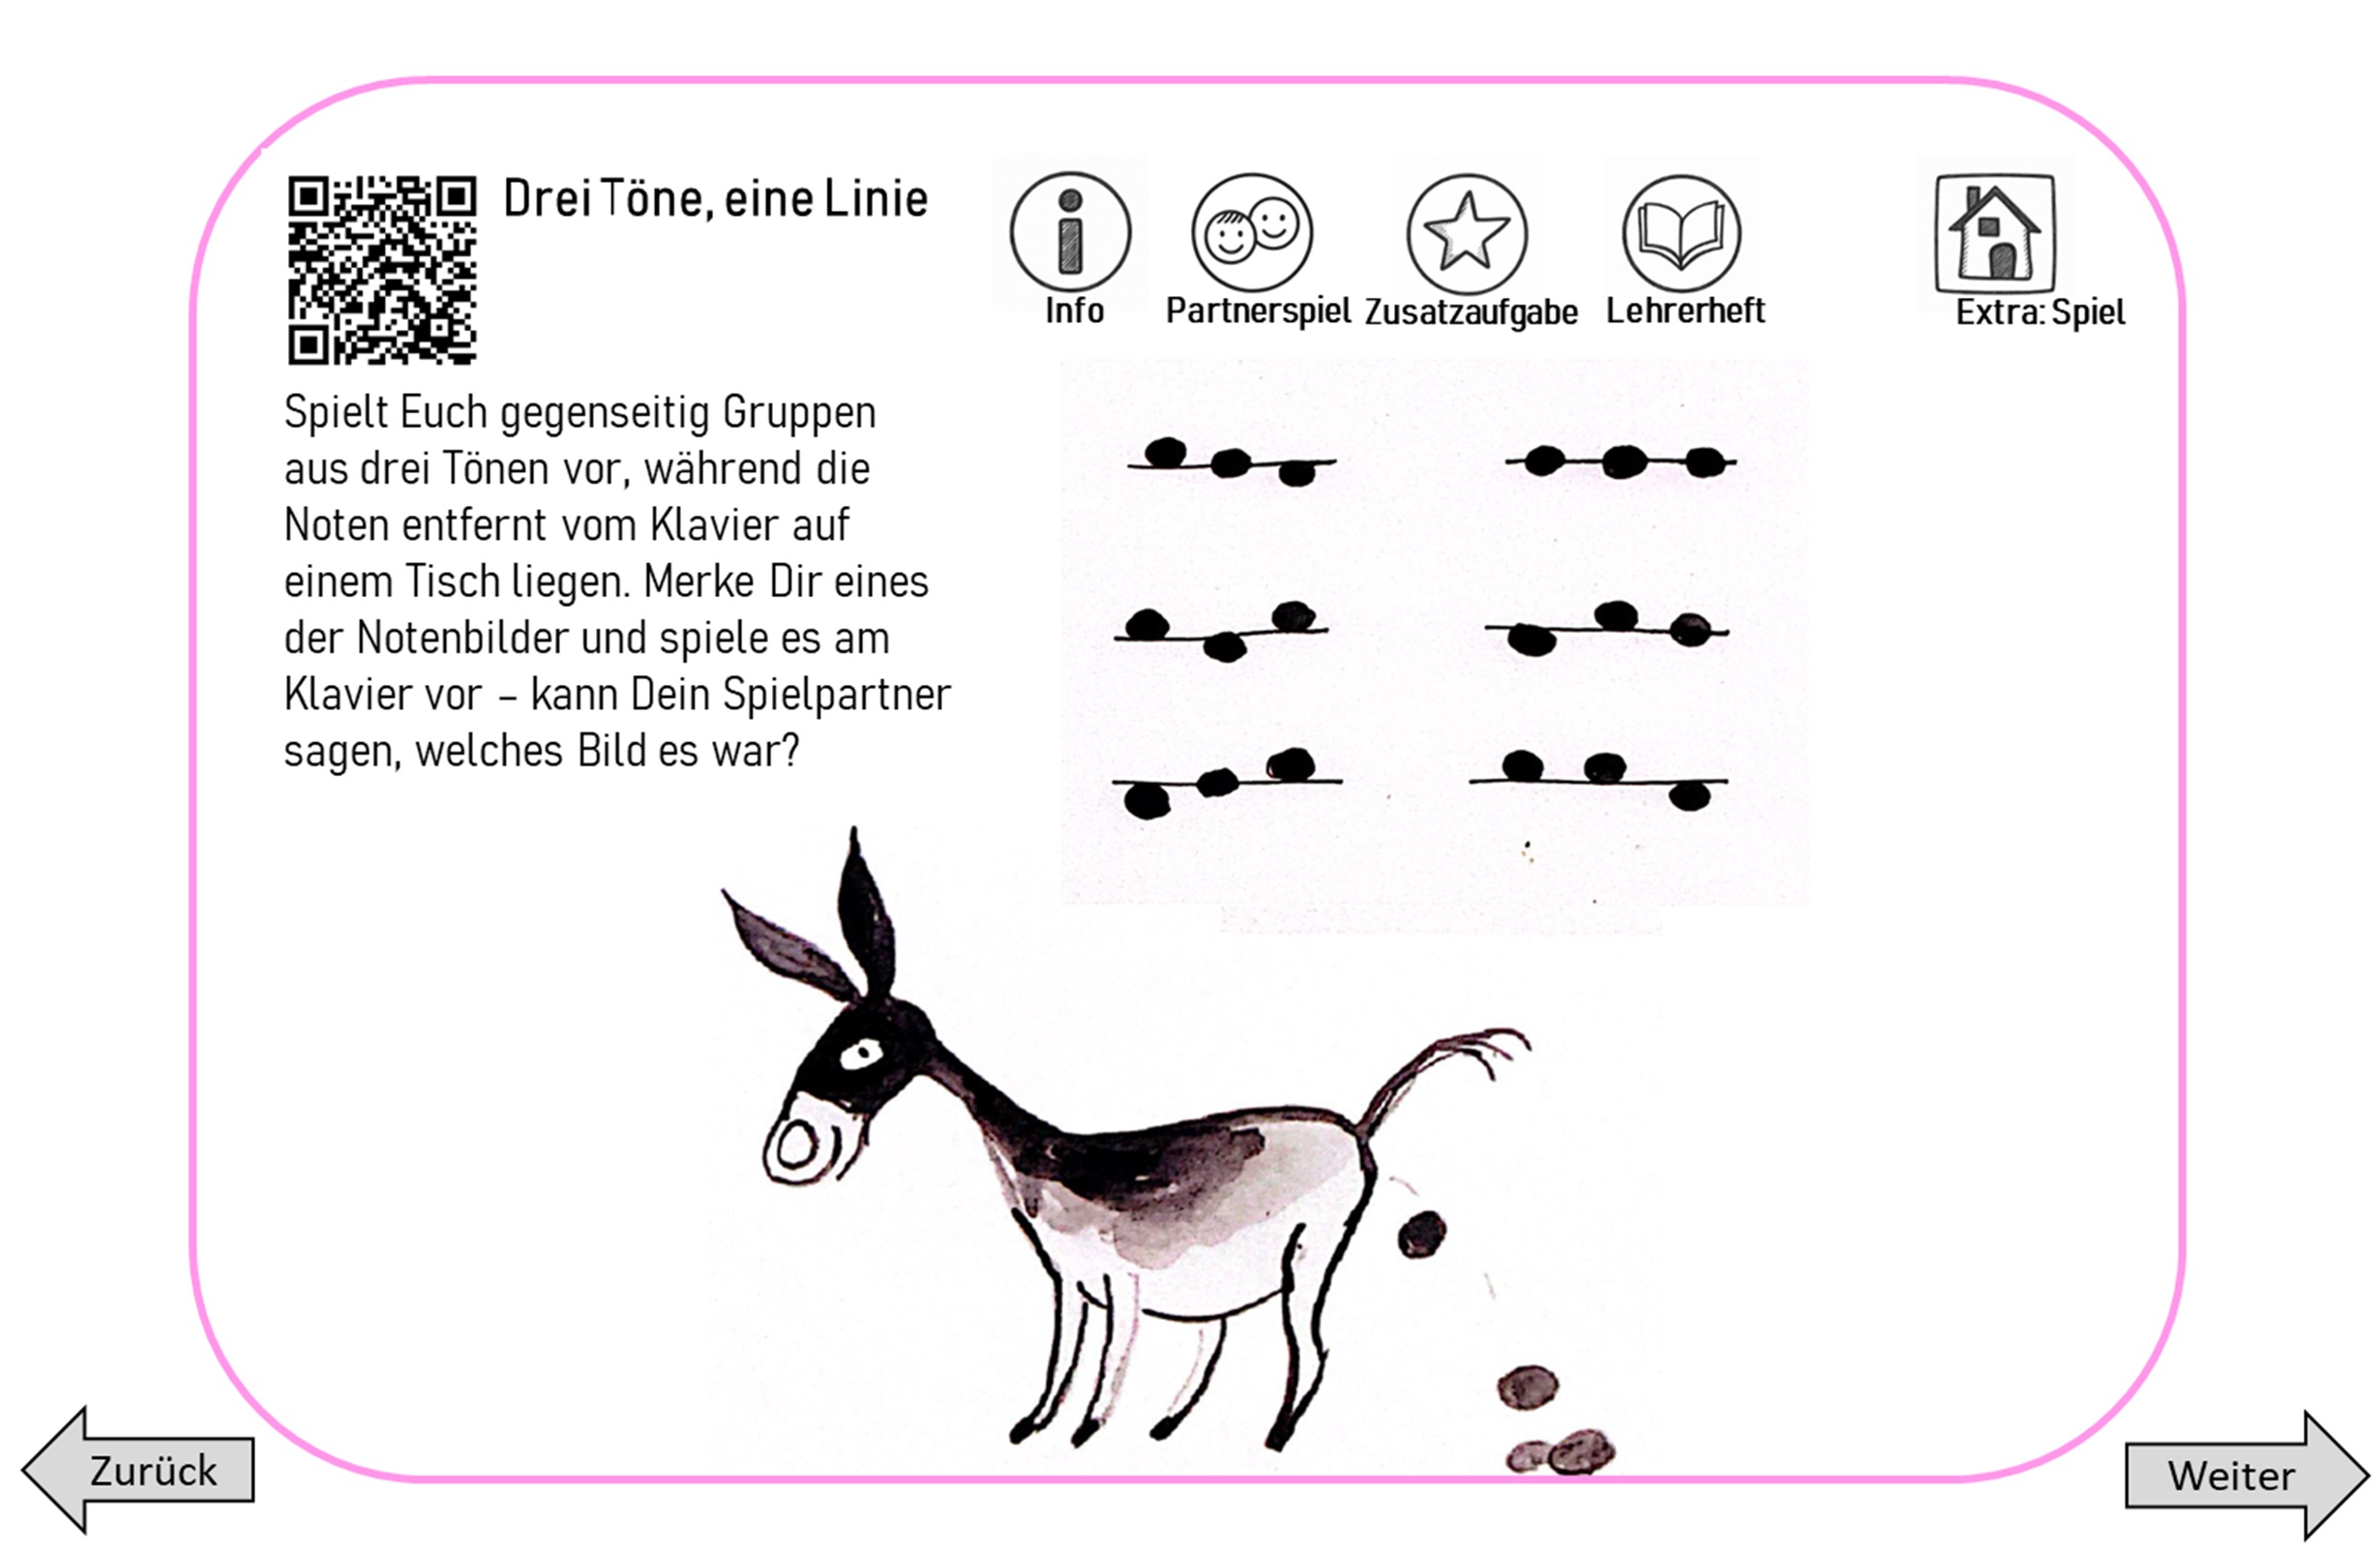 Drei Töne, eine Linie
Info
Partnerspiel
Zusatzaufgabe
Lehrerheft
Extra: Spiel
Spielt Euch gegenseitig Gruppen
aus drei Tönen vor, während die
Noten entfernt vom Klavier auf
einem Tisch liegen. Merke Dir eines
der Notenbilder und spiele es am
Klavier vor – kann Dein Spielpartner
sagen, welches Bild es war?
Zurück
Weiter